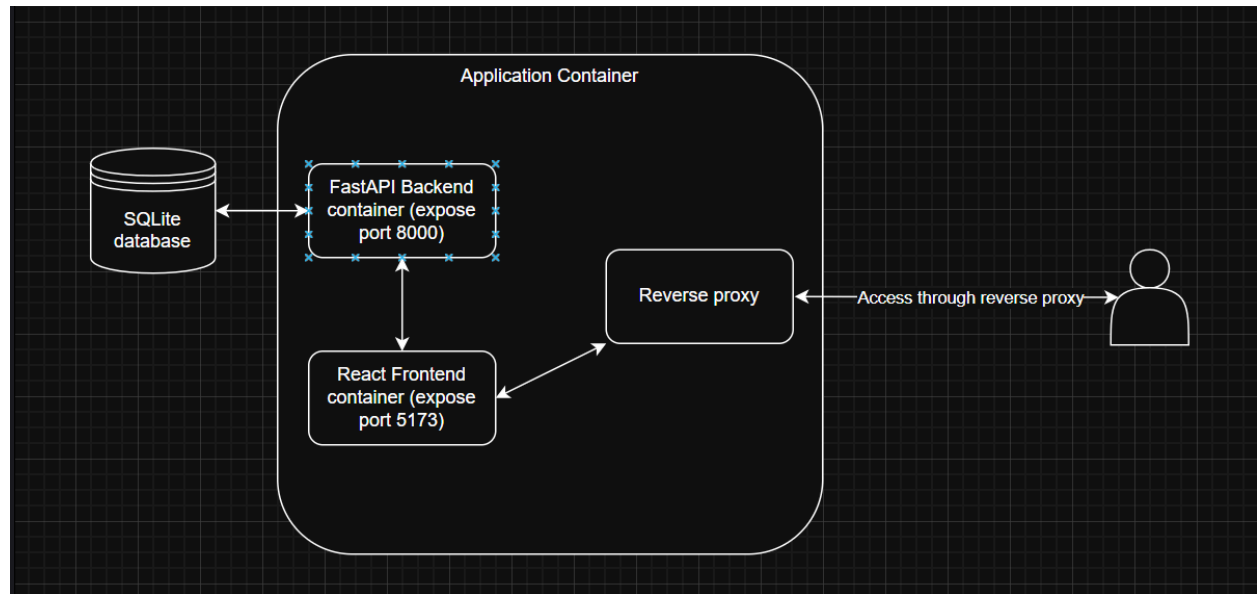 Application Container
FastAPI Backend
container (expose
port 8000)
SQLite
database
Reverse proxy
Access through reverse proxy
React Frontend
container (expose
port 5173)